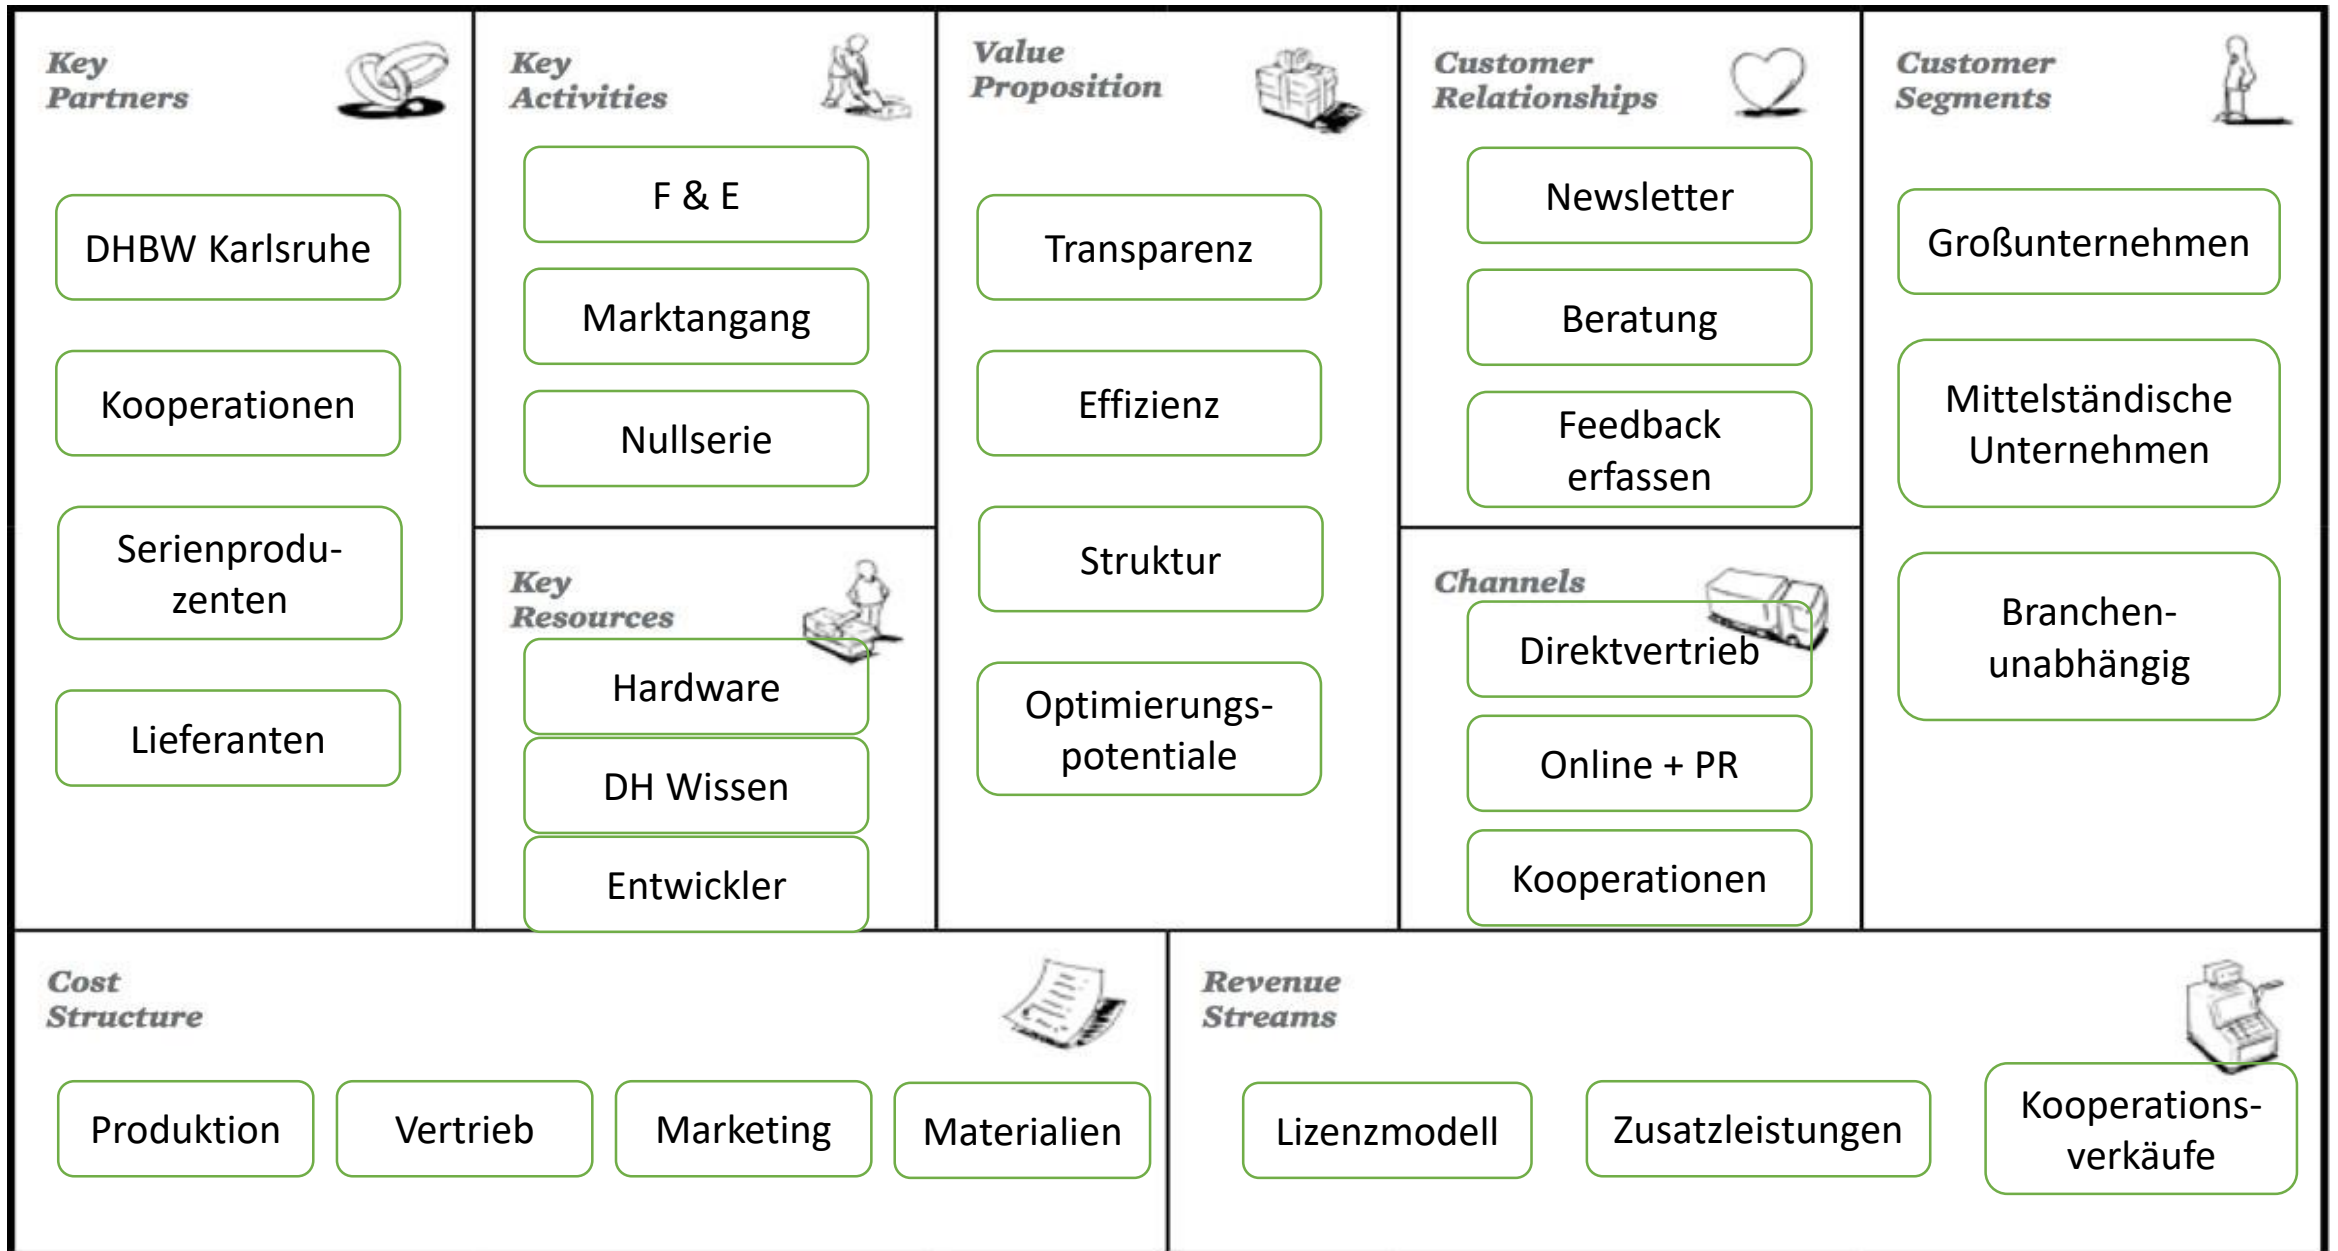 Key
Partners
DHBW Karlsruhe
Kooperationen
Serienprodu-
zenten
Lieferanten
Key
Activities
F & E
Marktangang
Nullserie
Key
Resources
Hardware
DH Wissen
Entwickler
Value
Proposition
Transparenz
Effizienz
Struktur
Optimierungs-
potentiale
Customer
Relationships
Newsletter
Beratung
Feedback
erfassen
Channels
Direktvertrieb
Online + PR
Kooperationen
Customer
Segments
Großunternehmen
Mittelständische
Unternehmen
Branchen-
unabhängig
Cost
Structure
Produktion
Vertrieb
Marketing
Materialien
Revenue
Streams
Lizenzmodell
Zusatzleistungen
Kooperations-
verkäufe